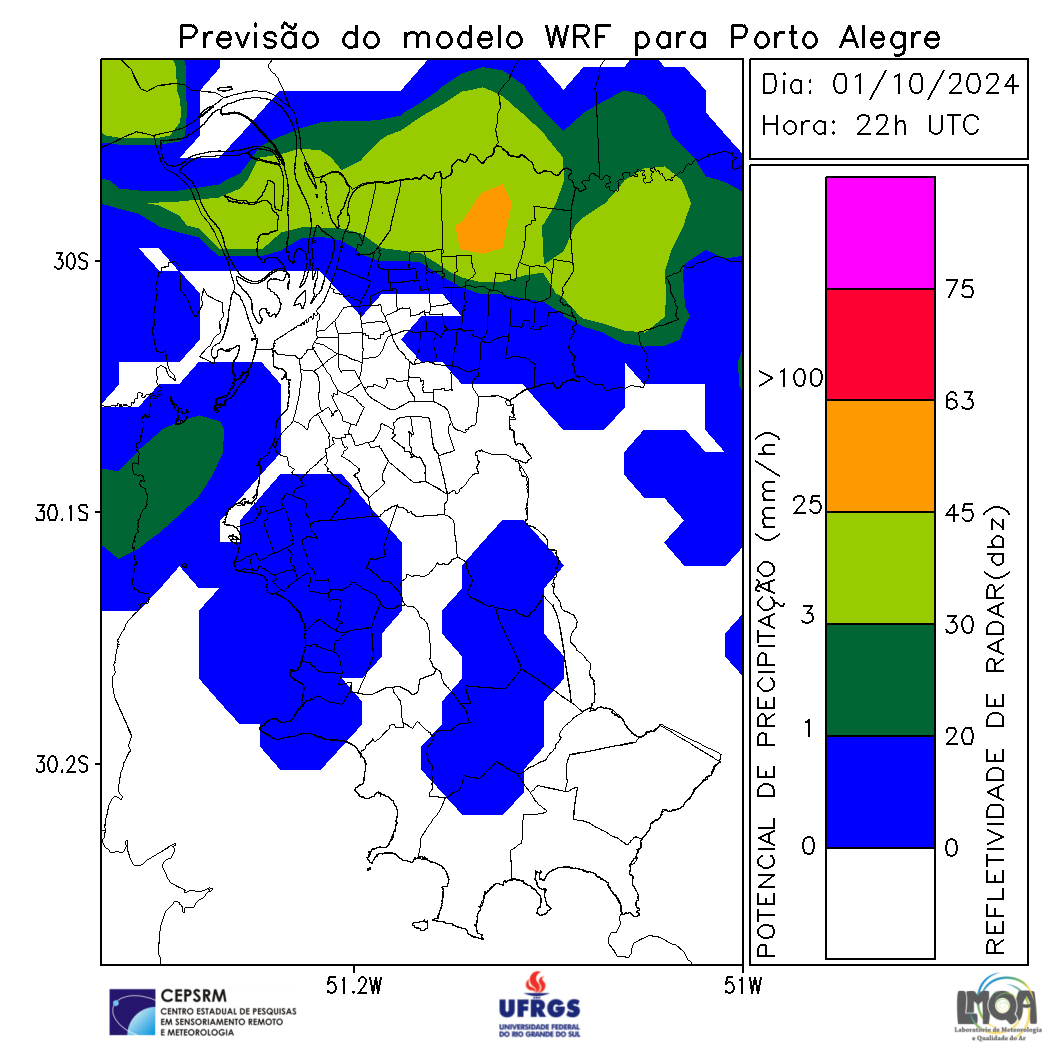 Previsão do modelo WRF para Porto Alegre
Dia: 01/10/2024
Hora: 22h UTC
30S
30.1S
30.2S
51.2W
51W
POTENCIAL DE PRECIPITAÇÃO (mm/h)
>100
25
3
1
0
75
63
45
30
20
0
REFLETIVIDADE DE RADAR(dbz)
CEPSRM
CENTRO ESTADUAL DE PESQUISAS
EM SENSORIAMENTO REMOTO
E METEOROLOGIA
UFRGS
UNIVERSIDADE FEDERAL
DO RIO GRANDE DO SUL
LMQA
Laboratório de Meteorologia
e Qualidade do Ar